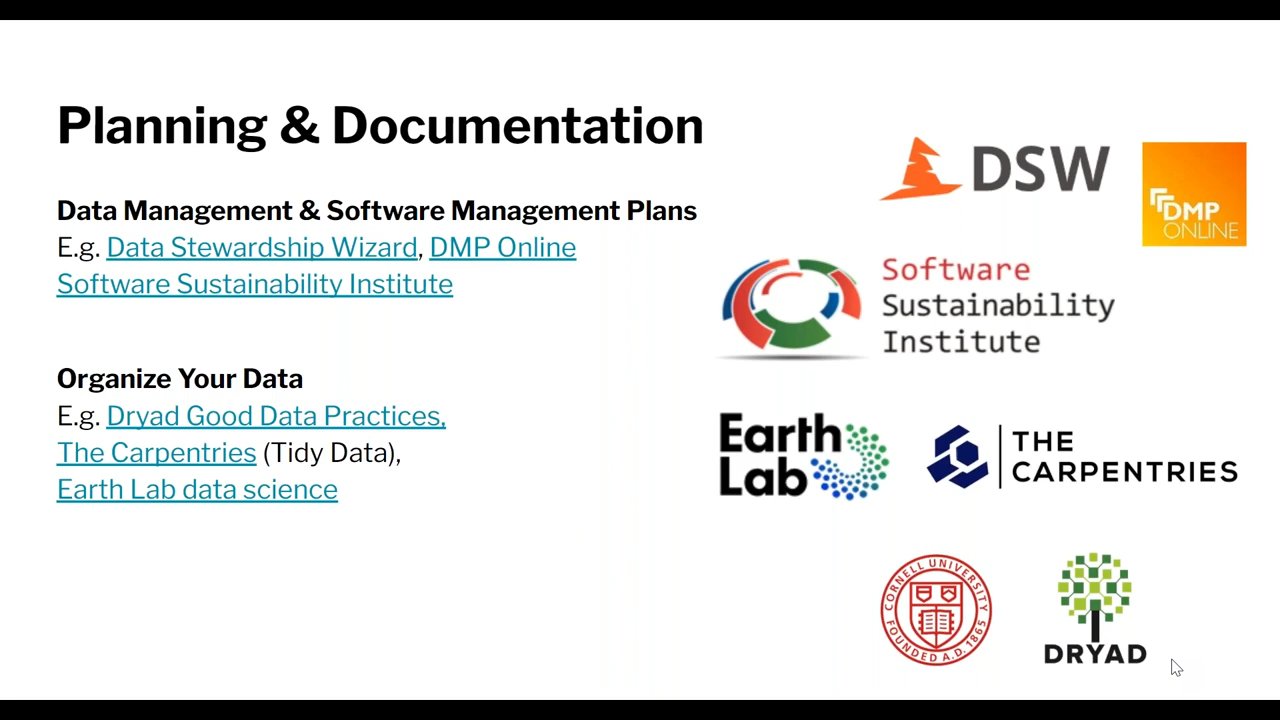 Planning & Documentation
Data Management & Software Management Plans
E.g. Data Stewardship Wizard, DMP Online
Software Sustainability Institute
Organize Your Data
E.g. Dryad Good Data Practices,
The Carpentries (Tidy Data),
Earth Lab data science
DSW
DMP
ONLINE
Software
Sustainability
Institute
Earth
Lab
THE
CARPENTRIES
CORNELL UNIVERSITY
FOUNDED A.D. 1865
DRYAD